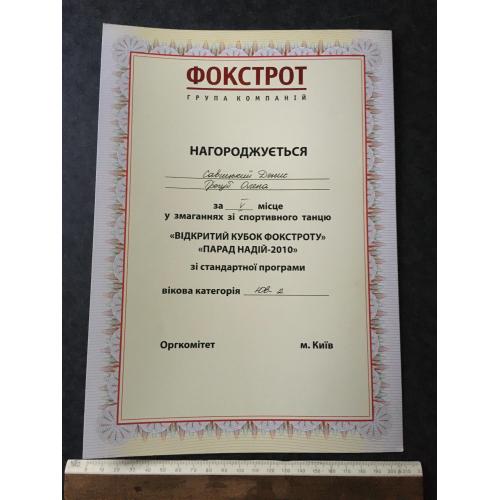 ФОКСТРОТ
ГРУПА КОМПАНІЙ
НАГОРОДЖУЄТЬСЯ
Савицький Денис
Олена
за V місце
у змаганнях зі спортивного танцю
«ВІДКРИТИЙ КУБОК ФОКСТРОТУ»
«ПАРАД НАДІЙ-2010»
зі стандартної програми
вікова категорія Юв-2
Оргкомітет м. Київ